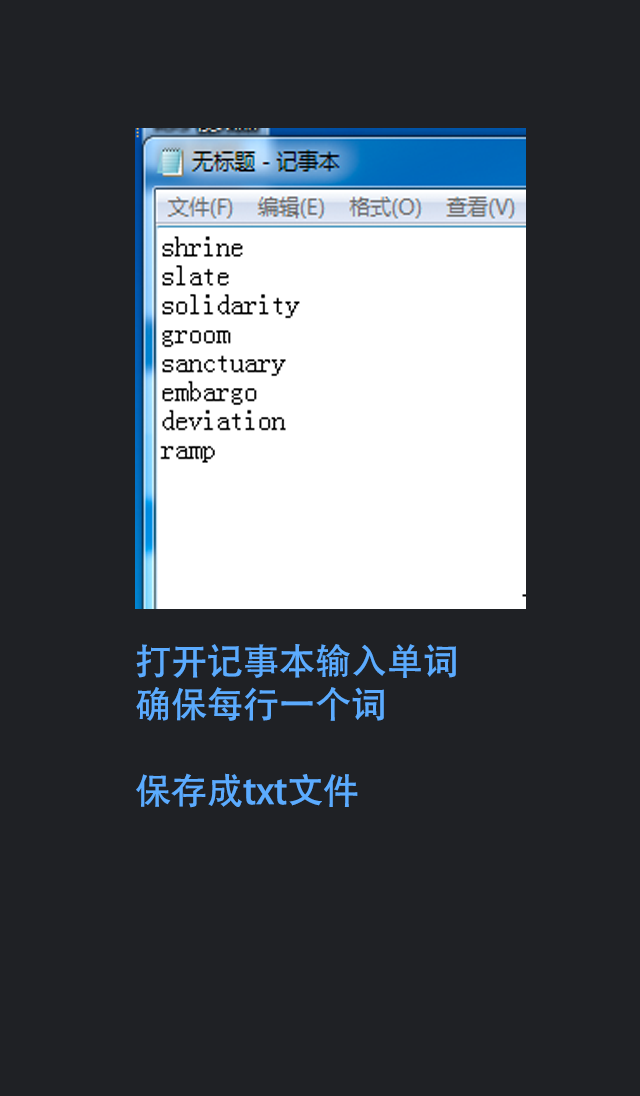 无标题 - 记事本
文件(F) 编辑(E) 格式(O) 查看(V)
shrine
slate
solidarity
groom
sanctuary
embargo
deviation
ramp
打开记事本输入单词
确保每行一个词
保存成txt文件